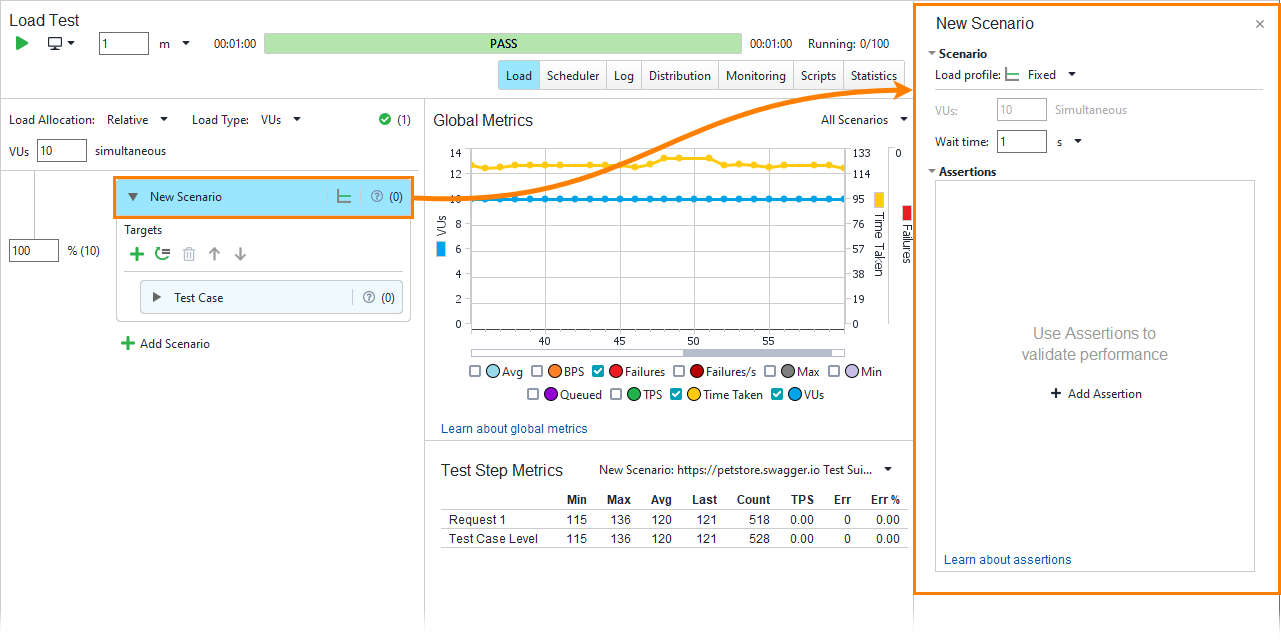 Load Test
1 m 00:01:00 PASS 00:01:00 Running: 0/100
Load Scheduler Log Distribution Monitoring Scripts Statistics
Load Allocation: Relative Load Type: VUs (1)
VUs 10 simultaneous
New Scenario (0)
Targets
100 % (10)
Test Case (0)
Add Scenario
Global Metrics All Scenarios
14 133 0
12 114
10 95
8 76
6 57
4 38
2 19
0 0
VUs
Time Taken
Failures
40 45 50 55
Avg BPS Failures Failures/s Max Min
Queued TPS Time Taken VUs
Learn about global metrics
Test Step Metrics New Scenario: https://petstore.swagger.io Test Sui...
Min Max Avg Last Count TPS Err Err %
Request 1 115 136 120 121 518 0.00 0 0.00
Test Case Level 115 136 120 121 528 0.00 0 0.00
New Scenario
Scenario
Load profile: Fixed
VUs: 10 Simultaneous
Wait time: 1 s
Assertions
Use Assertions to
validate performance
Add Assertion
Learn about assertions